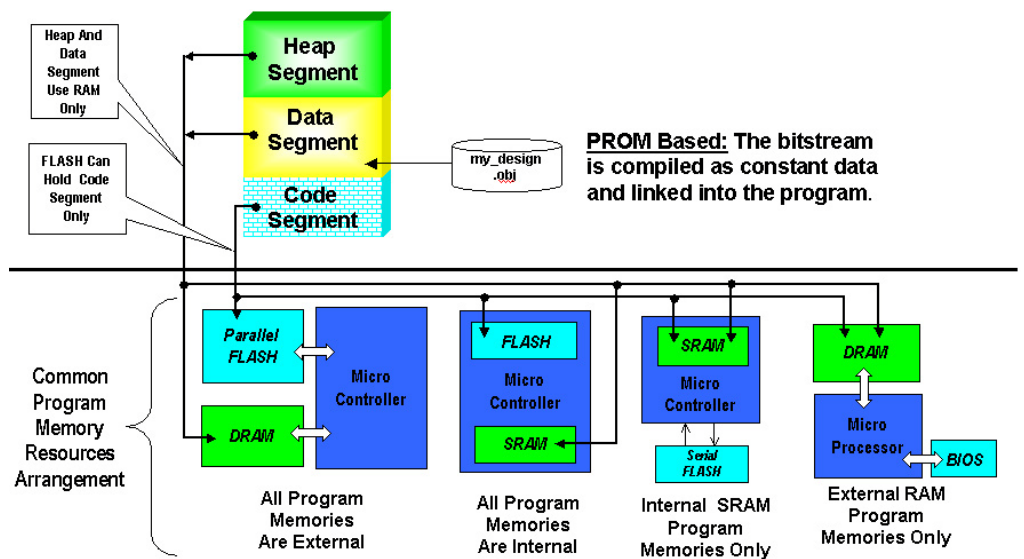 Heap And
Data
Segment
Use RAM
Only
FLASH Can
Hold Code
Segment
Only
Heap
Segment
Data
Segment
Code
Segment
my_design
.obj
PROM Based: The bitstream
is compiled as constant data
and linked into the program.
Common
Program
Memory
Resources
Arrangement
Parallel
FLASH
DRAM
Micro
Controller
All Program
Memories
Are External
FLASH
Micro
Controller
SRAM
All Program
Memories
Are Internal
SRAM
Micro
Controller
Serial
FLASH
Internal SRAM
Program
Memories Only
DRAM
Micro
Processor
BIOS
External RAM
Program
Memories Only